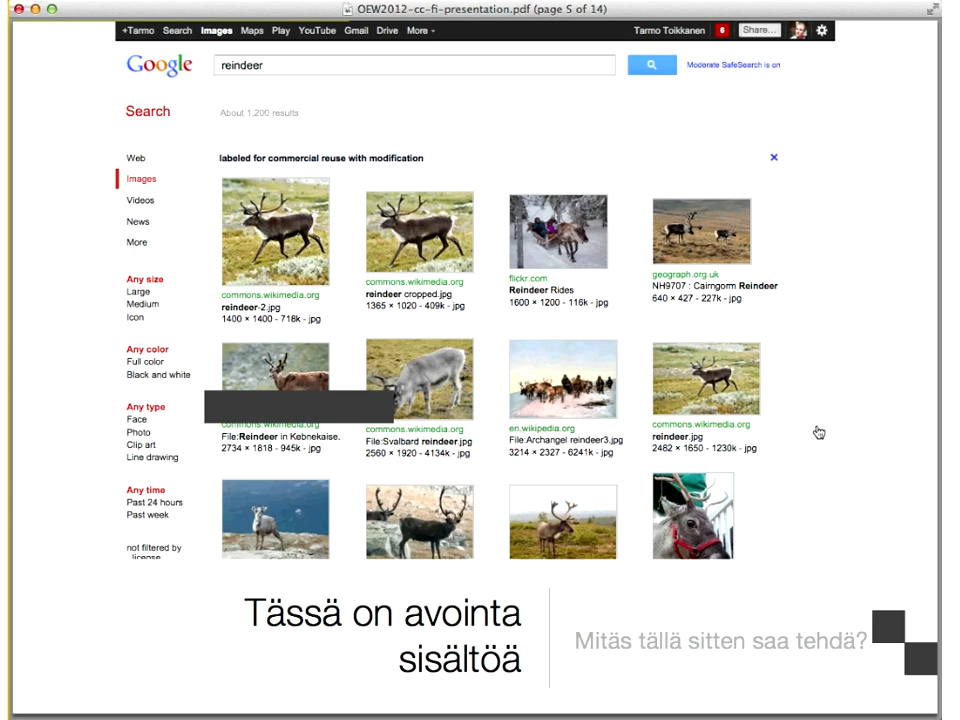 OEW2012-cc-fi-presentation.pdf (page 5 of 14)
+Tarmo Search Images Maps Play YouTube Gmail Drive More
Tarmo Toikkanen 6 Share...
Google
reindeer
Moderate SafeSearch is on
Search
About 1,200 results
Web
Images
Videos
News
More
Any size
Large
Medium
Icon
Any color
Full color
Black and white
Any type
Face
Photo
Clip art
Line drawing
Any time
Past 24 hours
Past week
not filtered by
license
labeled for commercial reuse with modification
commons.wikimedia.org
reindeer-2.jpg
1400 × 1400 - 718k - jpg
commons.wikimedia.org
reindeer cropped.jpg
1365 × 1020 - 409k - jpg
flickr.com
Reindeer Rides
1600 × 1200 - 116k - jpg
geograph.org.uk
NH9707 : Cairngorm Reindeer
640 × 427 - 227k - jpg
commons.wikimedia.org
File:Reindeer in Kebnekaise.
2734 × 1818 - 945k - jpg
commons.wikimedia.org
File:Svalbard reindeer.jpg
2560 × 1920 - 4134k - jpg
en.wikipedia.org
File:Archangel reindeer3.jpg
3214 × 2327 - 6241k - jpg
commons.wikimedia.org
reindeer.jpg
2482 × 1650 - 1230k - jpg
Tässä on avointa
sisältöä
Mitäs tällä sitten saa tehdä?